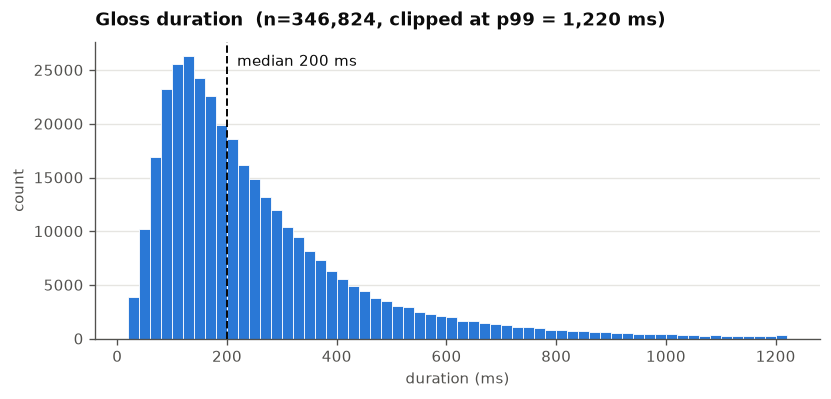 Gloss duration  (n=346,824, clipped at p99 = 1,220 ms)
median 200 ms
25000
20000
15000
10000
5000
0
count
0 200 400 600 800 1000 1200
duration (ms)